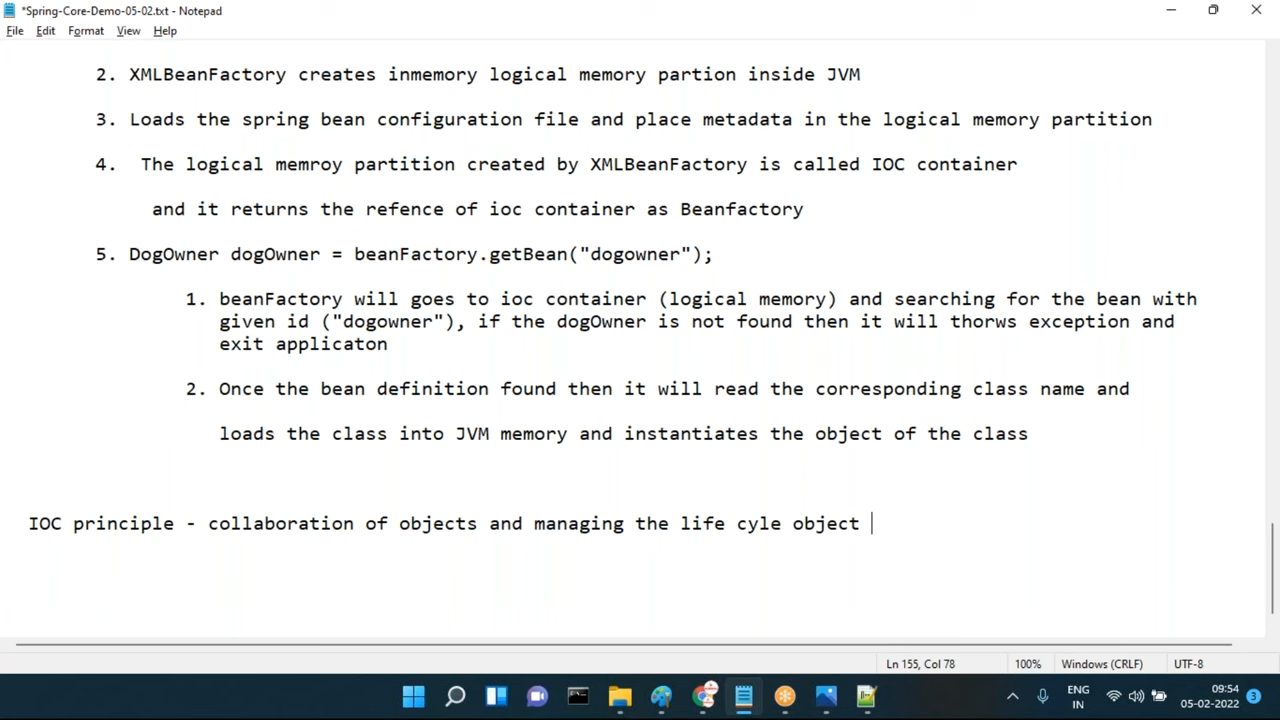 *Spring-Core-Demo-05-02.txt - Notepad
File Edit Format View Help
2. XMLBeanFactory creates inmemory logical memory partion inside JVM
3. Loads the spring bean configuration file and place metadata in the logical memory partition
4. The logical memroy partition created by XMLBeanFactory is called IOC container
and it returns the refence of ioc container as Beanfactory
5. DogOwner dogOwner = beanFactory.getBean("dogowner");
1. beanFactory will goes to ioc container (logical memory) and searching for the bean with
given id ("dogowner"), if the dogOwner is not found then it will thorws exception and
exit applicaton
2. Once the bean definition found then it will read the corresponding class name and
loads the class into JVM memory and instantiates the object of the class
IOC principle - collaboration of objects and managing the life cyle object
Ln 155, Col 78 100% Windows (CRLF) UTF-8
ENG
IN
09:54
05-02-2022
3